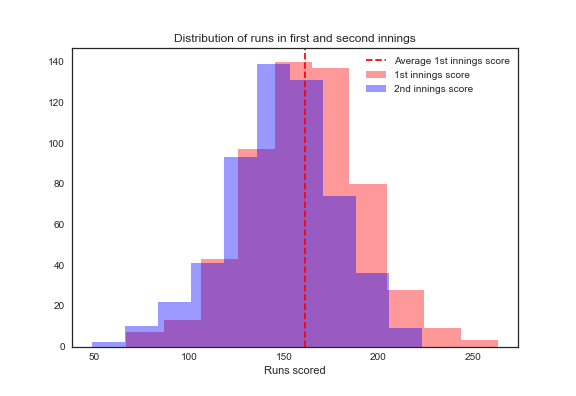 Distribution of runs in first and second innings
140
120
100
80
60
40
20
0
Average 1st innings score
1st innings score
2nd innings score
50 100 150 200 250
Runs scored